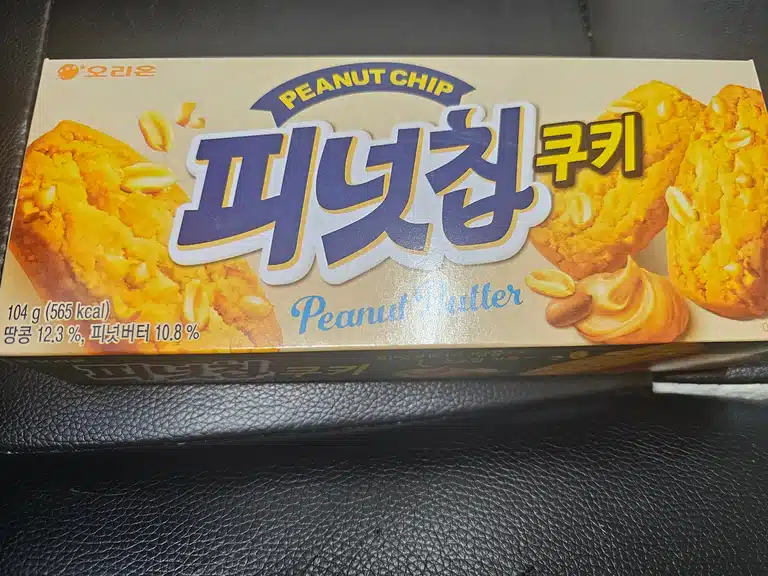 오리온
PEANUT CHIP
피넛칩 쿠키
Peanut Butter
104 g (565 kcal)
땅콩 12.3 %, 피넛버터 10.8 %
피넛칩 쿠키